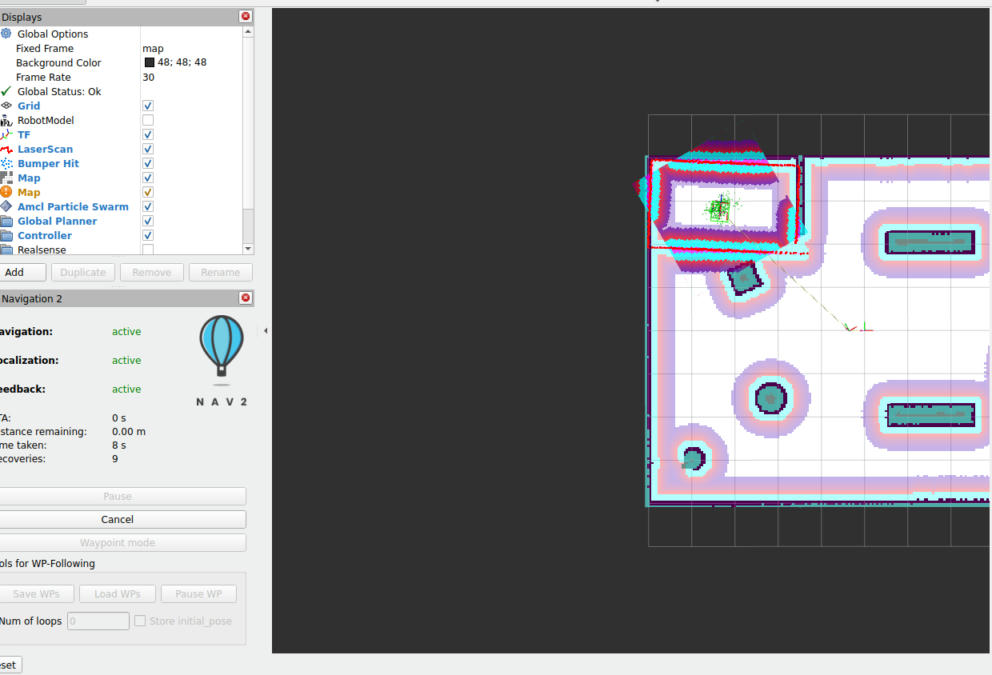 Displays
Global Options
Fixed Frame map
Background Color 48; 48; 48
Frame Rate 30
Global Status: Ok
Grid
RobotModel
TF
LaserScan
Bumper Hit
Map
Map
Amcl Particle Swarm
Global Planner
Controller
Realsense
Add Duplicate Remove Rename
Navigation 2
avigation: active
ocalization: active
eedback: active
NAV2
TA: 0 s
istance remaining: 0.00 m
me taken: 8 s
ecoveries: 9
Pause
Cancel
Waypoint mode
ols for WP-Following
Save WPs Load WPs Pause WP
Num of loops 0 Store initial_pose
eset